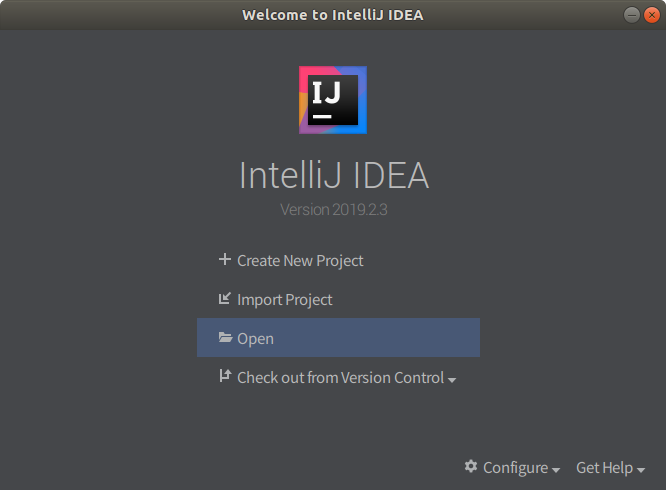 Welcome to IntelliJ IDEA
IJ
IntelliJ IDEA
Version 2019.2.3
Create New Project
Import Project
Open
Check out from Version Control
Configure
Get Help